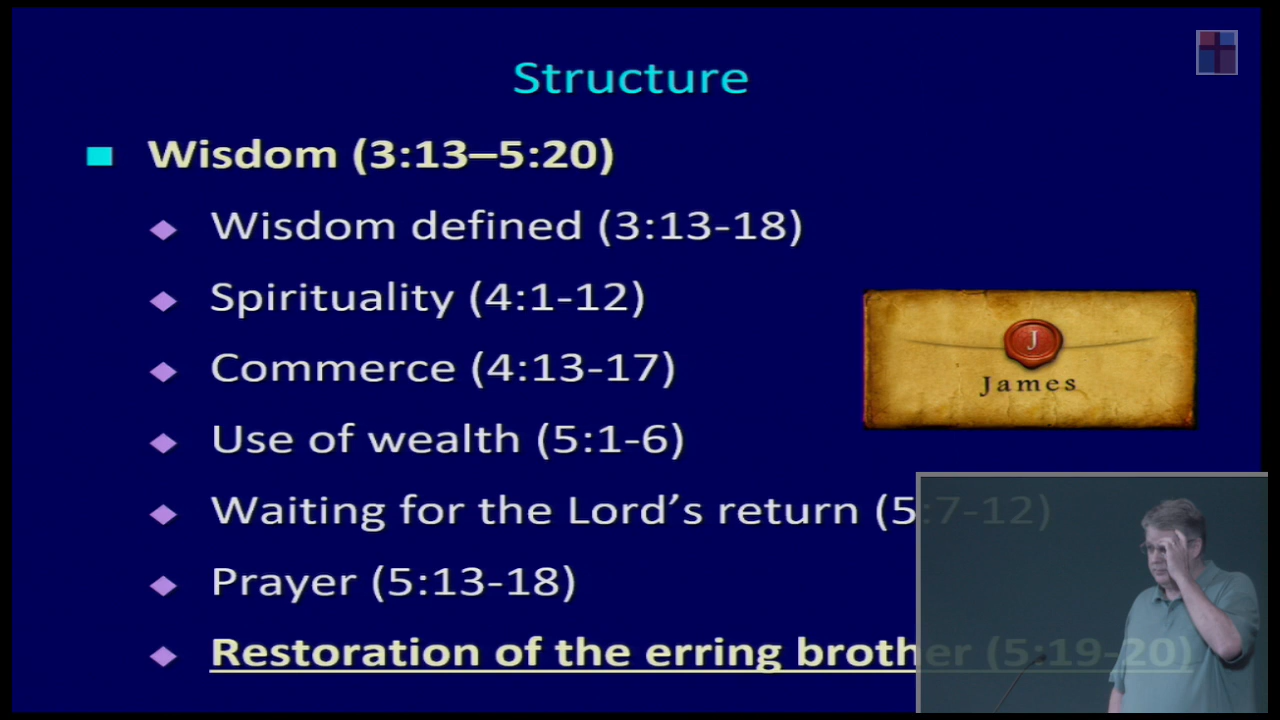 Structure
Wisdom (3:13–5:20)
Wisdom defined (3:13-18)
Spirituality (4:1-12)
Commerce (4:13-17)
Use of wealth (5:1-6)
Waiting for the Lord’s return (5:7-12)
Prayer (5:13-18)
Restoration of the erring brother (5:19-20)
J
James